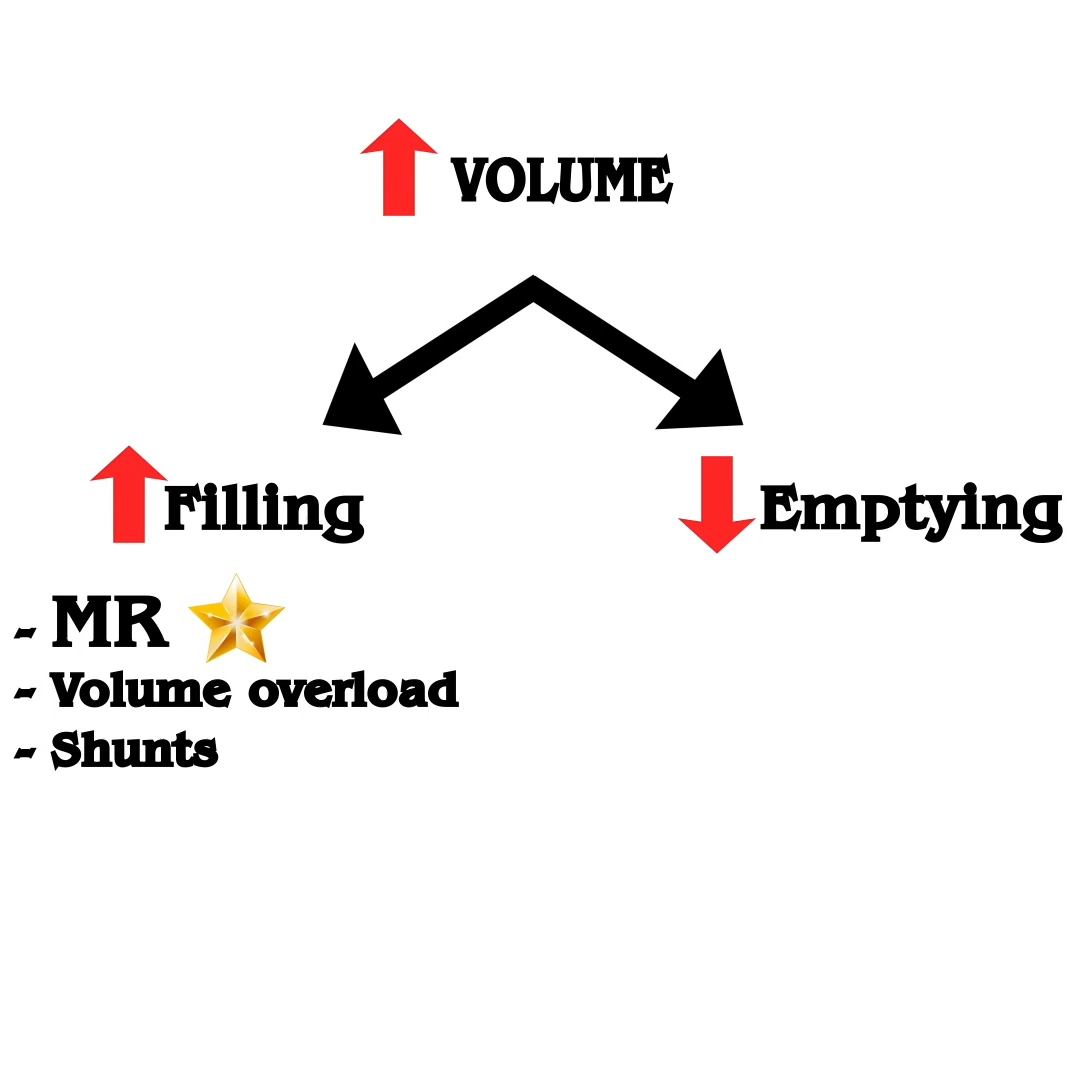 VOLUME
Filling
Emptying
- MR
- Volume overload
- Shunts